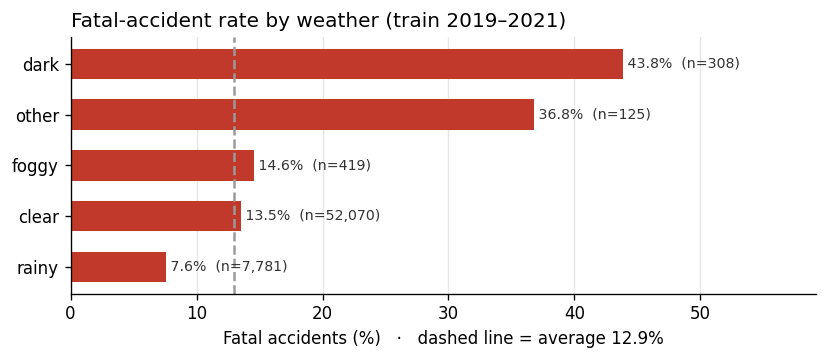 Fatal-accident rate by weather (train 2019–2021)
dark 43.8% (n=308)
other 36.8% (n=125)
foggy 14.6% (n=419)
clear 13.5% (n=52,070)
rainy 7.6% (n=7,781)
0 10 20 30 40 50
Fatal accidents (%) · dashed line = average 12.9%